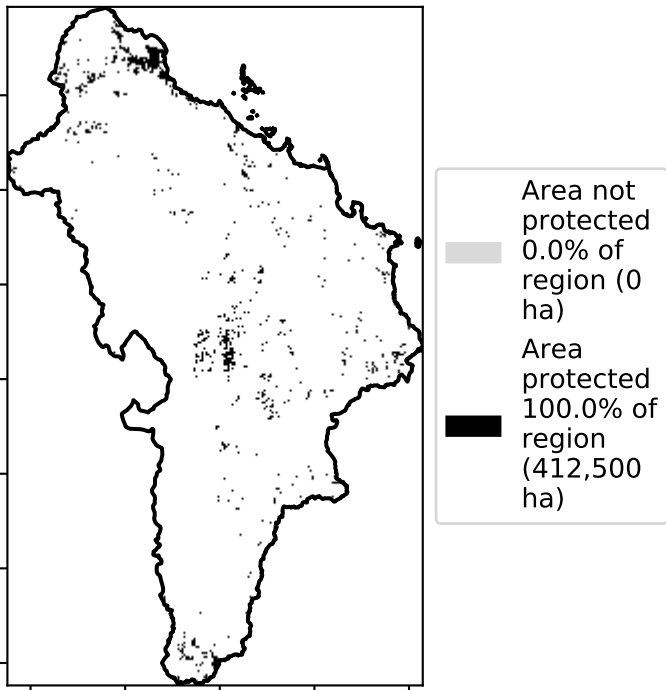 Area not
protected
0.0% of
region (0
ha)
Area
protected
100.0% of
region
(412,500
ha)